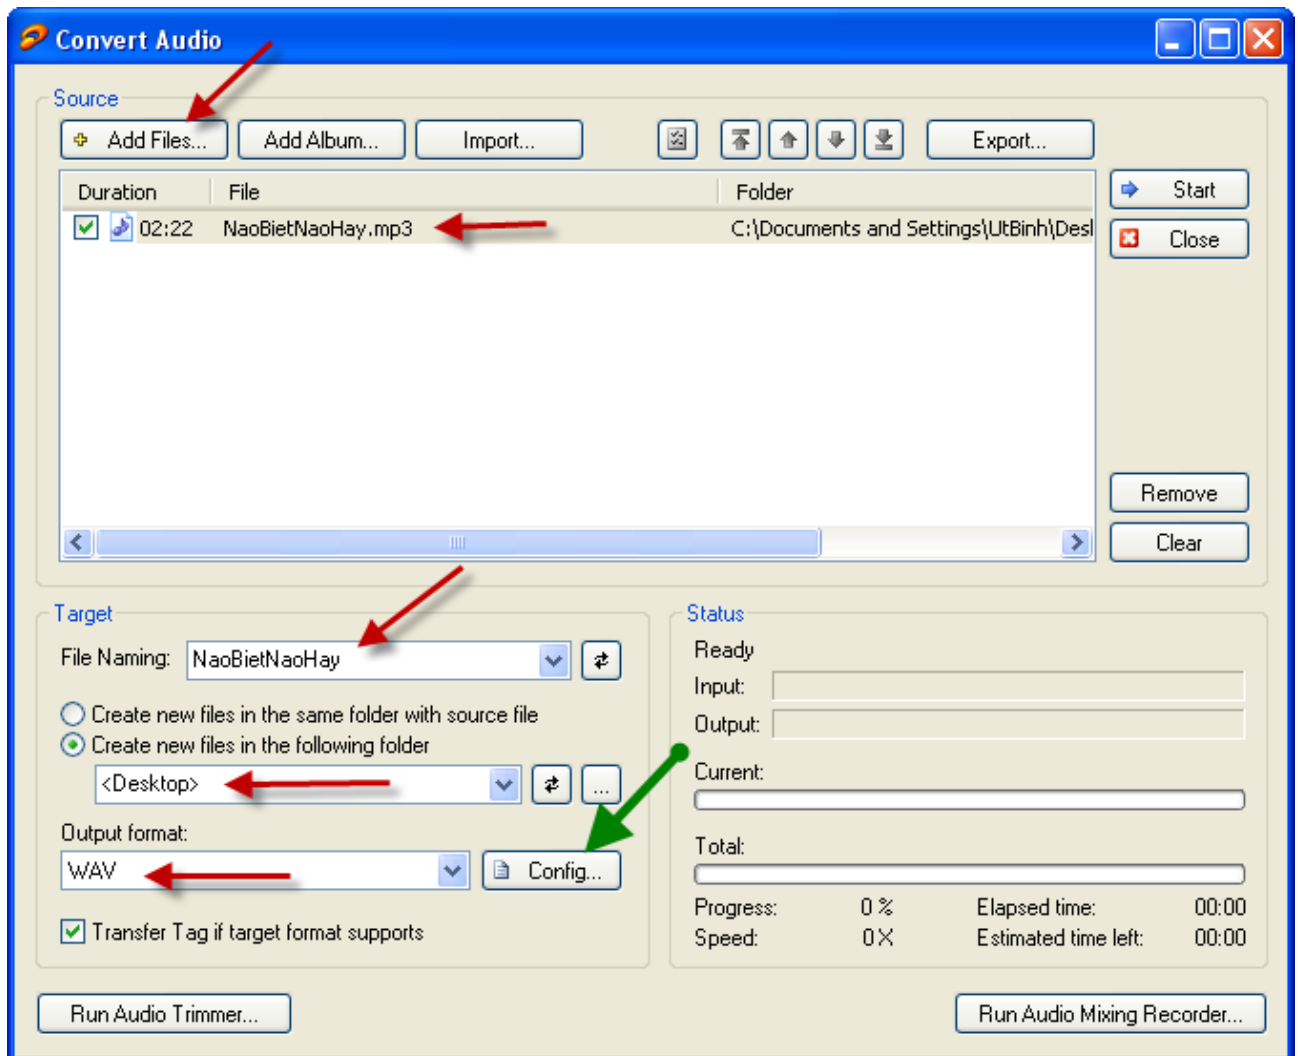 Convert Audio
Source
Add Files...
Add Album...
Import...
Export...
Duration File Folder
02:22 NaoBietNaoHay.mp3 C:\Documents and Settings\UtBinh\Desl
Start
Close
Remove
Clear
Target
File Naming: NaoBietNaoHay
Create new files in the same folder with source file
Create new files in the following folder
<Desktop>
...
Output format:
WAV
Config...
Transfer Tag if target format supports
Status
Ready
Input:
Output:
Current:
Total:
Progress: 0 % Elapsed time: 00:00
Speed: 0 X Estimated time left: 00:00
Run Audio Trimmer...
Run Audio Mixing Recorder...